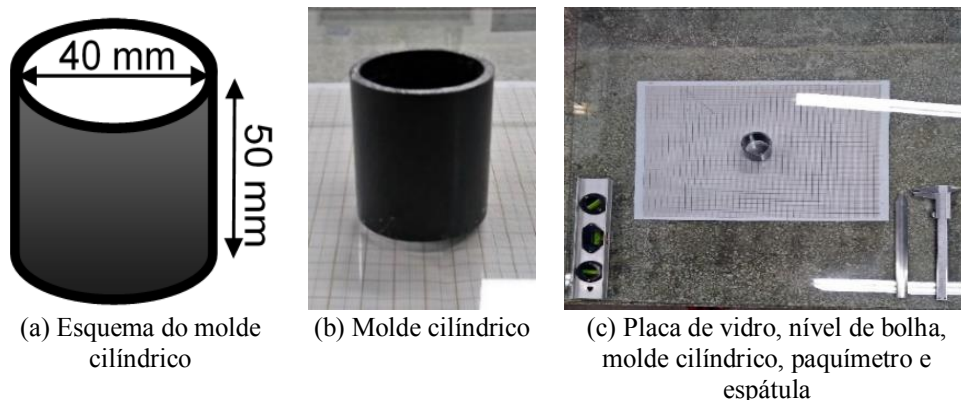 40 mm
50 mm
(a) Esquema do molde
cilíndrico
(b) Molde cilíndrico
(c) Placa de vidro, nível de bolha,
molde cilíndrico, paquímetro e
espátula